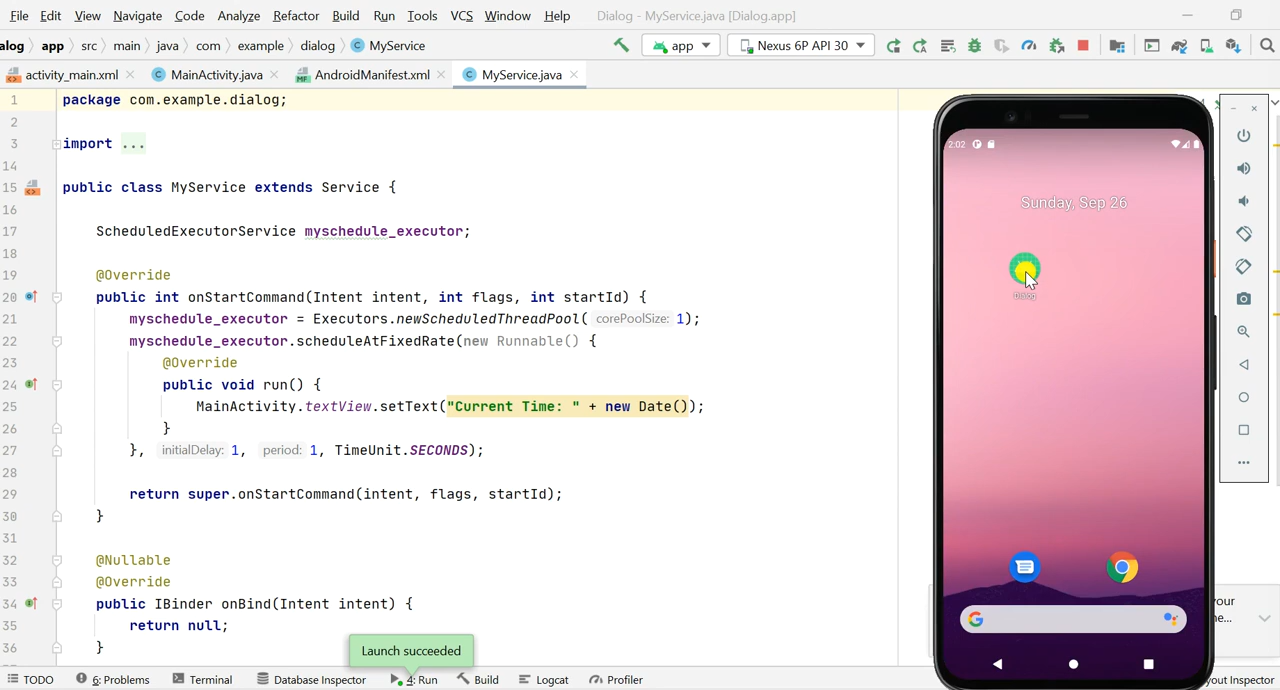 File Edit View Navigate Code Analyze Refactor Build Run Tools VCS Window Help Dialog - MyService.java [Dialog.app]
alog app src main java com example dialog MyService app Nexus 6P API 30
activity_main.xml MainActivity.java AndroidManifest.xml MyService.java
1 package com.example.dialog;
2
3 import ...
14
15 public class MyService extends Service {
16
17 ScheduledExecutorService myschedule_executor;
18
19 @Override
20 public int onStartCommand(Intent intent, int flags, int startId) {
21 myschedule_executor = Executors.newScheduledThreadPool( corePoolSize: 1);
22 myschedule_executor.scheduleAtFixedRate(new Runnable() {
23 @Override
24 public void run() {
25 MainActivity.textView.setText("Current Time: " + new Date());
26 }
27 }, initialDelay: 1, period: 1, TimeUnit.SECONDS);
28
29 return super.onStartCommand(intent, flags, startId);
30 }
31
32 @Nullable
33 @Override
34 public IBinder onBind(Intent intent) {
35 return null;
36 }
2:02
Sunday, Sep 26
Dialog
your
he...
Launch succeeded
TODO 6: Problems Terminal Database Inspector 4: Run Build Logcat Profiler yout Inspector